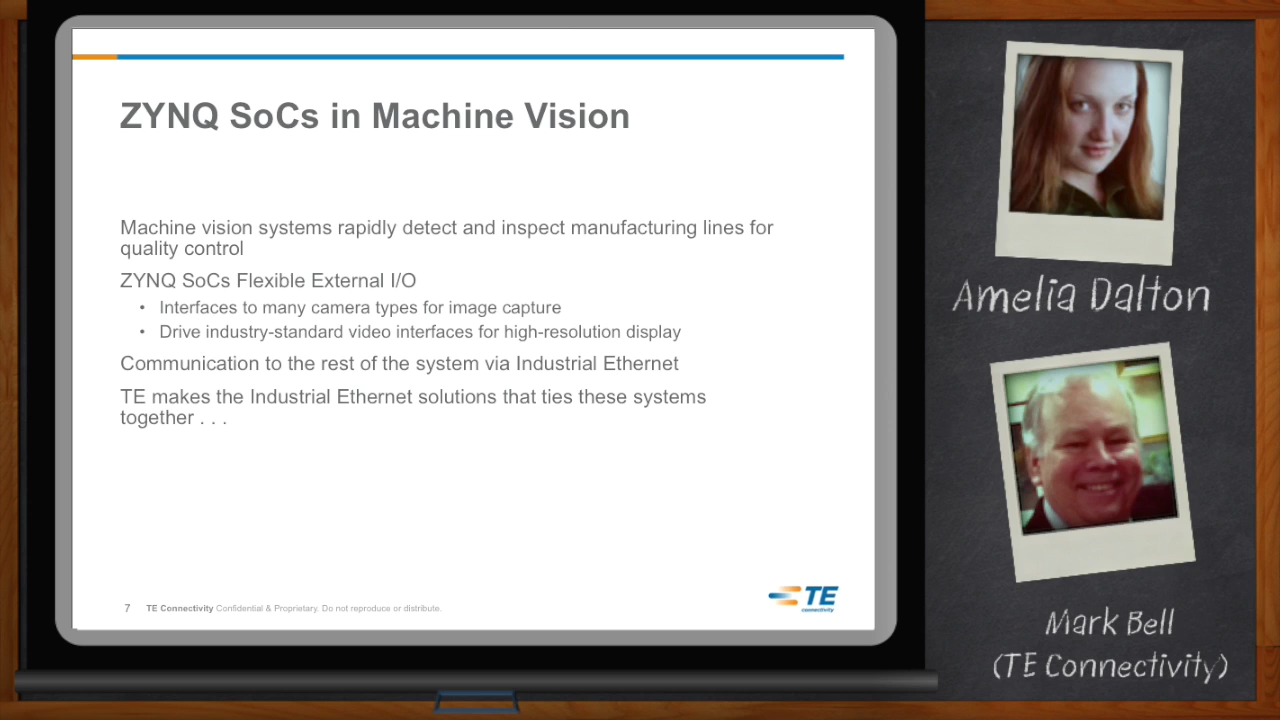 ZYNQ SoCs in Machine Vision
Machine vision systems rapidly detect and inspect manufacturing lines for
quality control
ZYNQ SoCs Flexible External I/O
• Interfaces to many camera types for image capture
• Drive industry-standard video interfaces for high-resolution display
Communication to the rest of the system via Industrial Ethernet
TE makes the Industrial Ethernet solutions that ties these systems
together . . .
7 TE Connectivity Confidential & Proprietary. Do not reproduce or distribute.
TE
connectivity
Amelia Dalton
Mark Bell
(TE Connectivity)